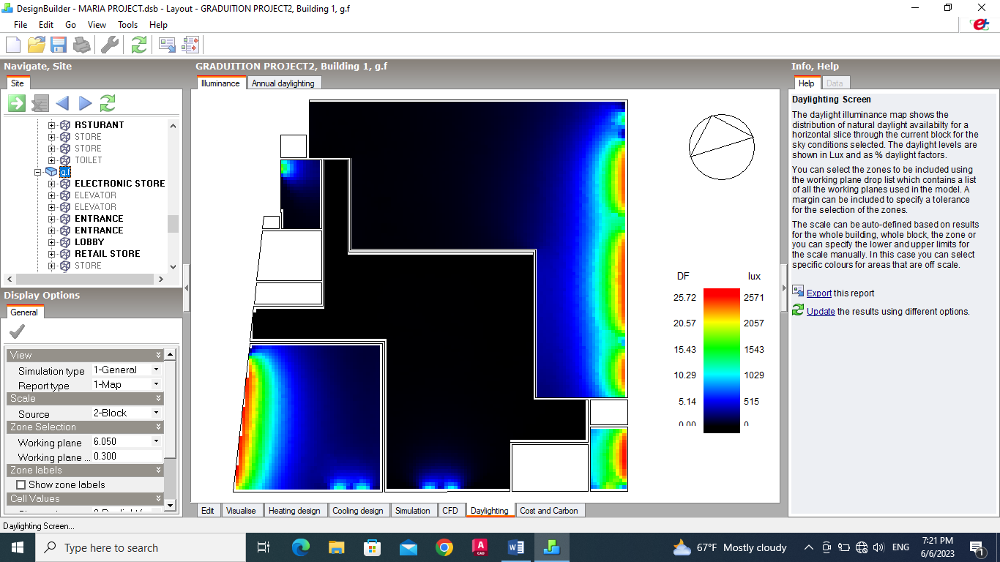 DesignBuilder - MARIA PROJECT.dsb - Layout - GRADUITION PROJECT2, Building 1, g.f
File Edit Go View Tools Help
Navigate, Site
Site
RSTURANT
STORE
STORE
TOILET
g.f
ELECTRONIC STORE
ELEVATOR
ELEVATOR
ENTRANCE
ENTRANCE
LOBBY
RETAIL STORE
STORE
Display Options
General
View
Simulation type 1-General
Report type 1-Map
Scale
Source 2-Block
Zone Selection
Working plane 6.050
Working plane ... 0.300
Zone labels
Show zone labels
Cell Values
GRADUITION PROJECT2, Building 1, g.f
Illuminance Annual daylighting
DF lux
25.72 2571
20.57 2057
15.43 1543
10.29 1029
5.14 515
0.00 0
Edit Visualise Heating design Cooling design Simulation CFD Daylighting Cost and Carbon
Info, Help
Help Data
Daylighting Screen
The daylight illuminance map shows the
distribution of natural daylight availabilty for a
horizontal slice through the current block for the
sky conditions selected. The daylight levels are
shown in Lux and as % daylight factors.
You can select the zones to be included using
the working plane drop list which contains a list
of all the working planes used in the model. A
margin can be included to specify a tolerance
for the selection of the zones.
The scale can be auto-defined based on results
for the whole building, whole block, the zone or
you can specify the lower and upper limits for
the scale manually. In this case you can select
specific colours for areas that are off scale.
Export this report
Update the results using different options.
Daylighting Screen...
Type here to search
67°F Mostly cloudy
ENG
7:21 PM
6/6/2023
1